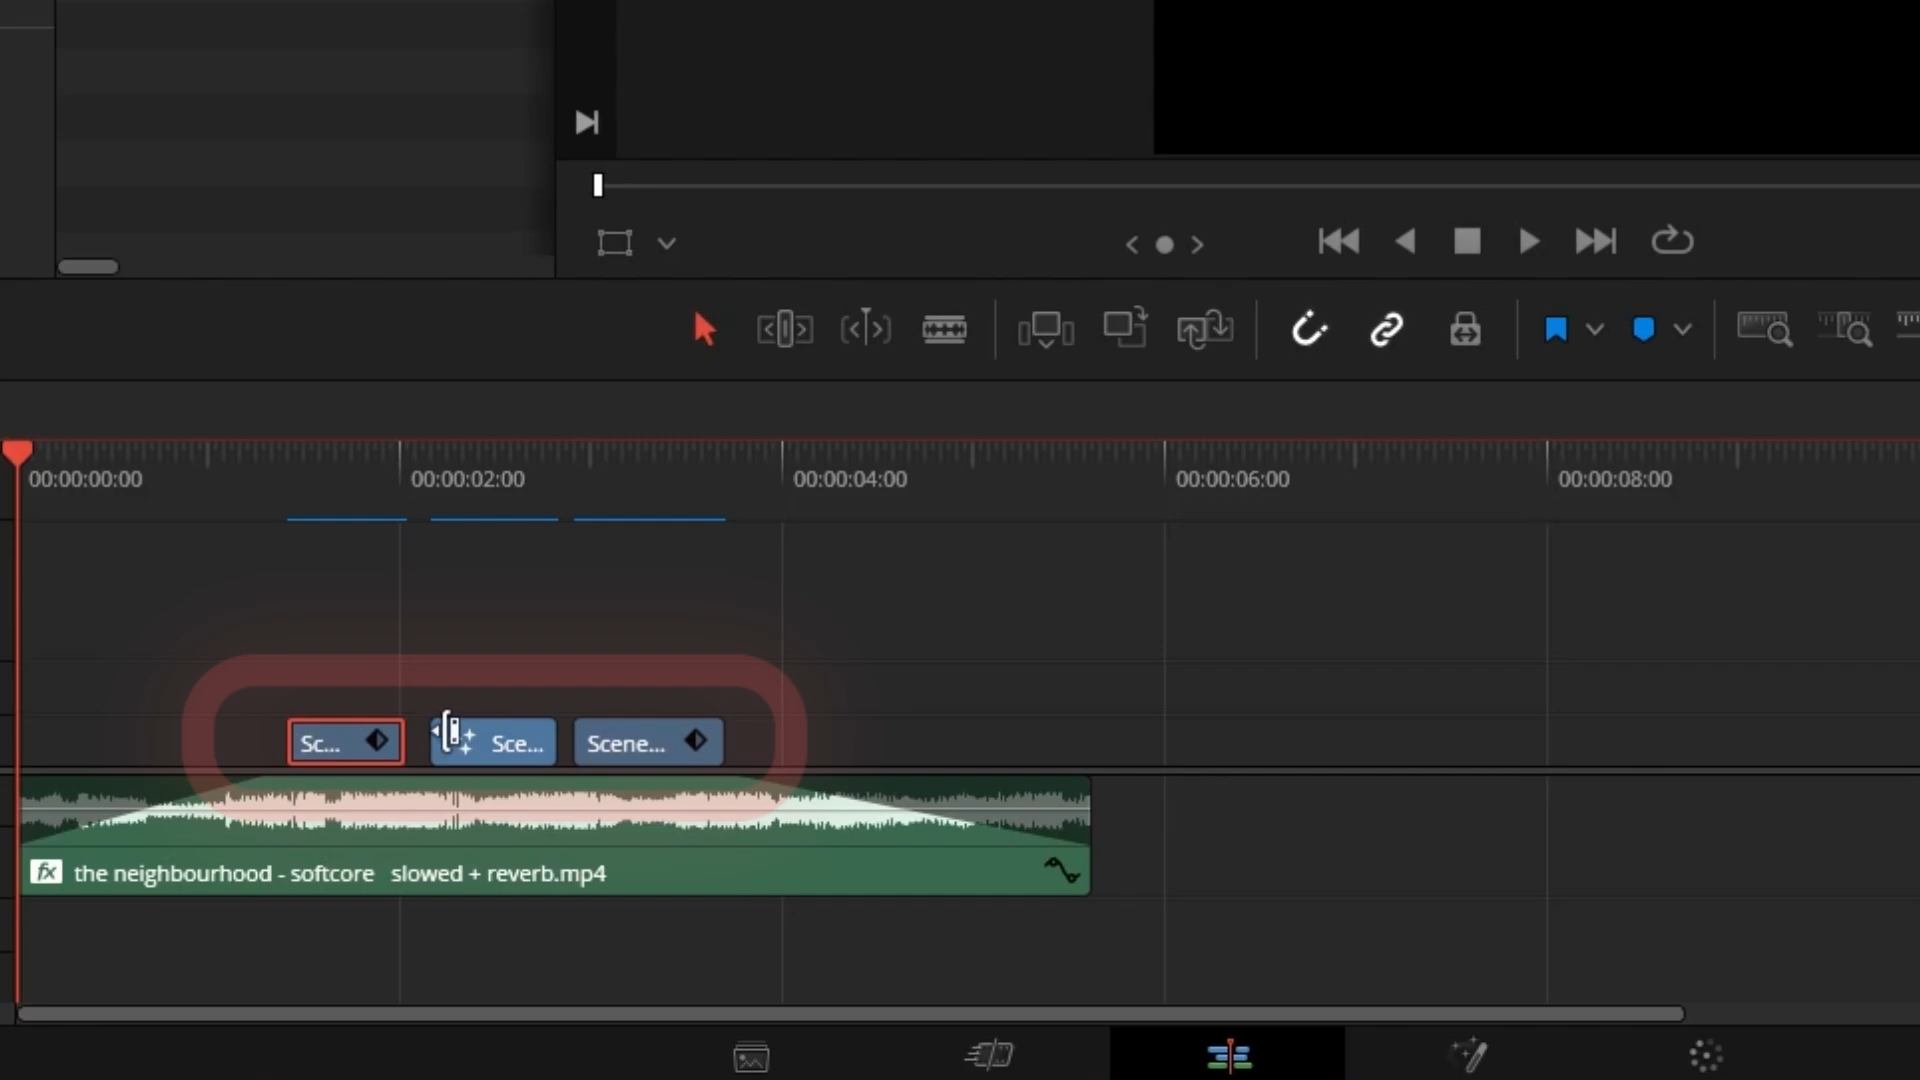 00:00:00:00 00:00:02:00 00:00:04:00 00:00:06:00 00:00:08:00
Sc... Sce... Scene...
fx the neighbourhood - softcore slowed + reverb.mp4